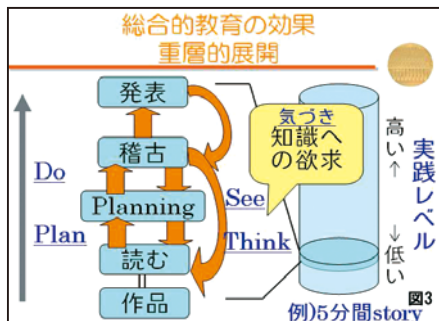 総合的教育の効果
重層的展開
発表
稽古
Planning
読む
作品
Do
Plan
See
Think
気づき
知識へ
の欲求
高い↑
↓低い
実践レベル
図3
例)5分間story